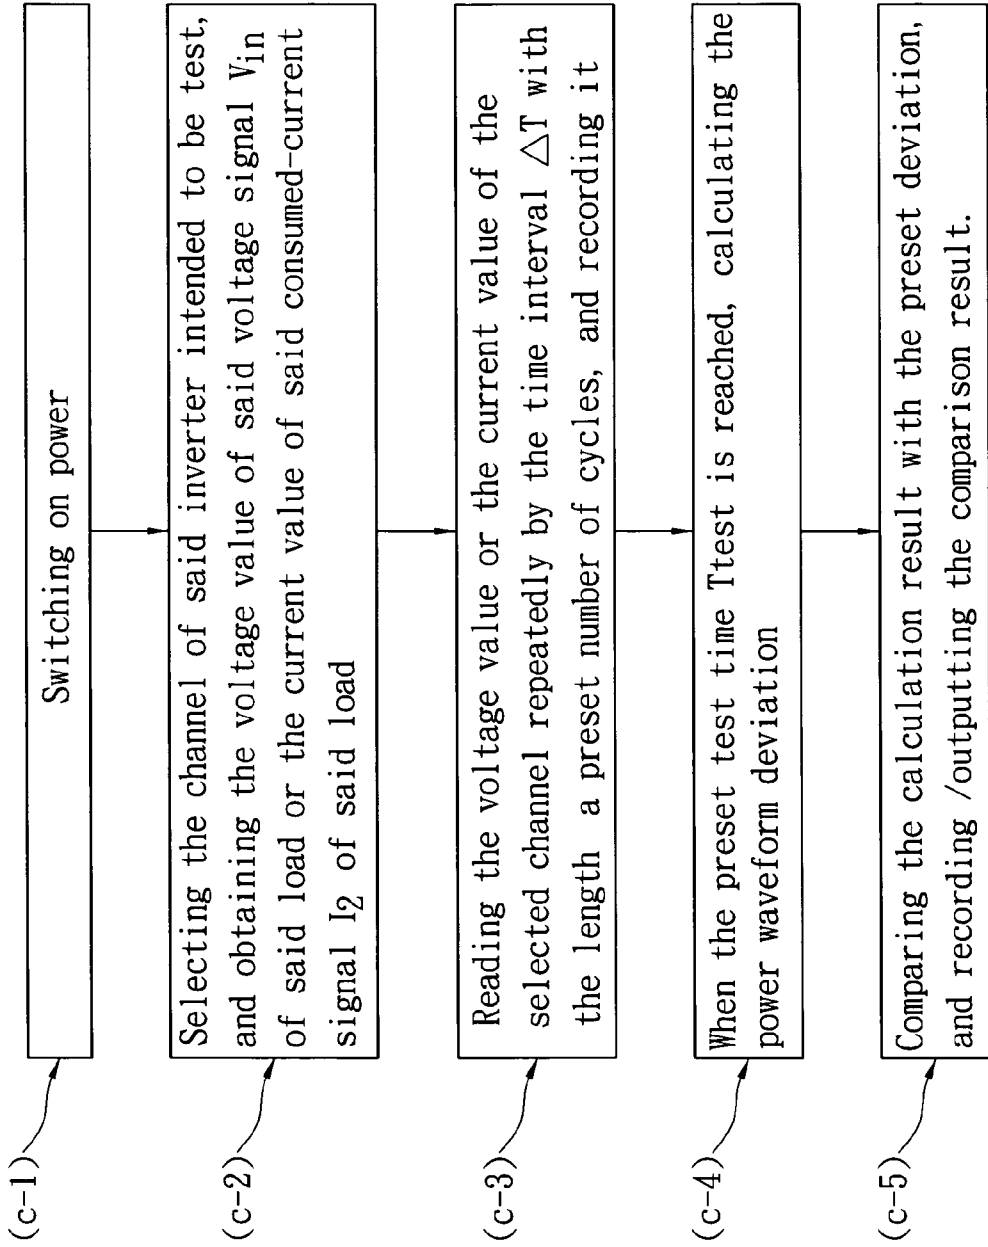 (c-1)
Switching on power
(c-2)
Selecting the channel of said inverter intended to be test,
and obtaining the voltage value of said voltage signal Vin
of said load or the current value of said consumed-current
signal I2 of said load
(c-3)
Reading the voltage value or the current value of the
selected channel repeatedly by the time interval △T with
the length a preset number of cycles, and recording it
(c-4)
When the preset test time Ttest is reached, calculating the
power waveform deviation
(c-5)
Comparing the calculation result with the preset deviation,
and recording /outputting the comparison result.